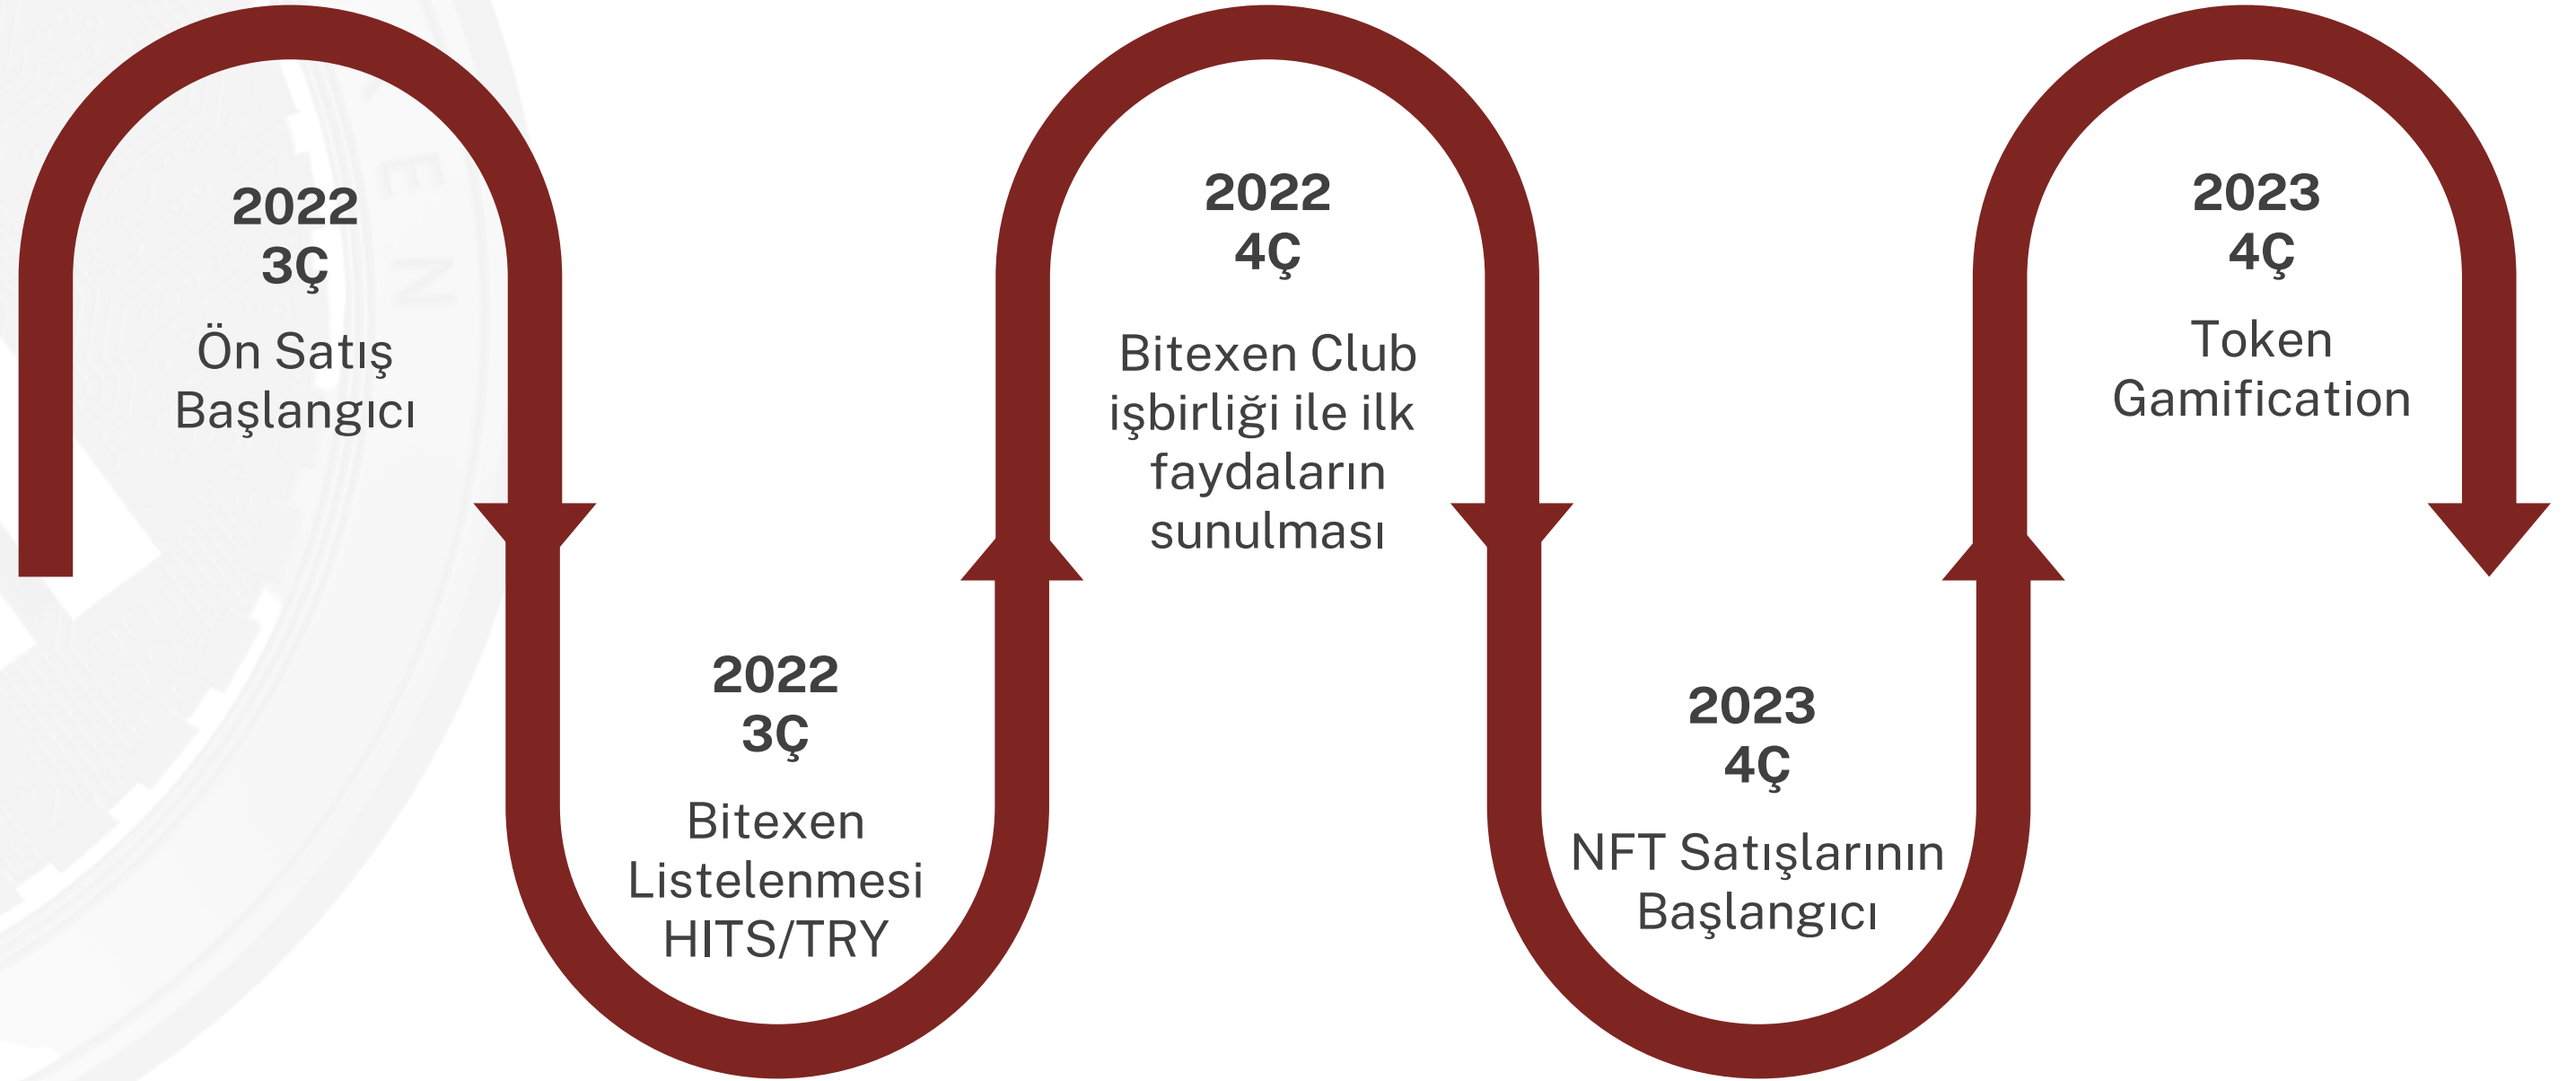 2022
3Ç
Ön Satış
Başlangıcı
2022
3Ç
Bitexen
Listelenmesi
HITS/TRY
2022
4Ç
Bitexen Club
işbirliği ile ilk
faydaların
sunulması
2023
4Ç
NFT Satışlarının
Başlangıcı
2023
4Ç
Token
Gamification